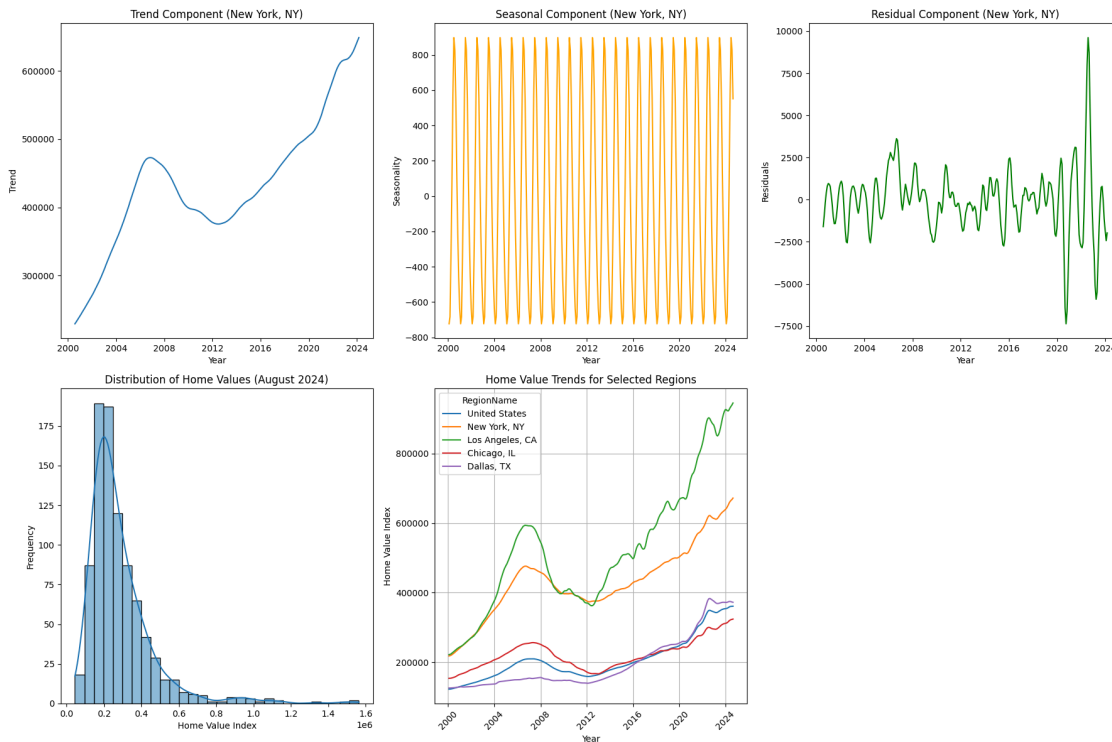 Trend Component (New York, NY)
600000
500000
400000
300000
Trend
2000 2004 2008 2012 2016 2020 2024
Year
Seasonal Component (New York, NY)
800
600
400
200
0
−200
−400
−600
−800
Seasonality
2000 2004 2008 2012 2016 2020 2024
Year
Residual Component (New York, NY)
10000
7500
5000
2500
0
−2500
−5000
−7500
Residuals
2000 2004 2008 2012 2016 2020 2024
Year
Distribution of Home Values (August 2024)
175
150
125
100
75
50
25
0
Frequency
0.0 0.2 0.4 0.6 0.8 1.0 1.2 1.4 1.6
1e6
Home Value Index
Home Value Trends for Selected Regions
RegionName
United States
New York, NY
Los Angeles, CA
Chicago, IL
Dallas, TX
800000
600000
400000
200000
Home Value Index
2000 2004 2008 2012 2016 2020 2024
Year